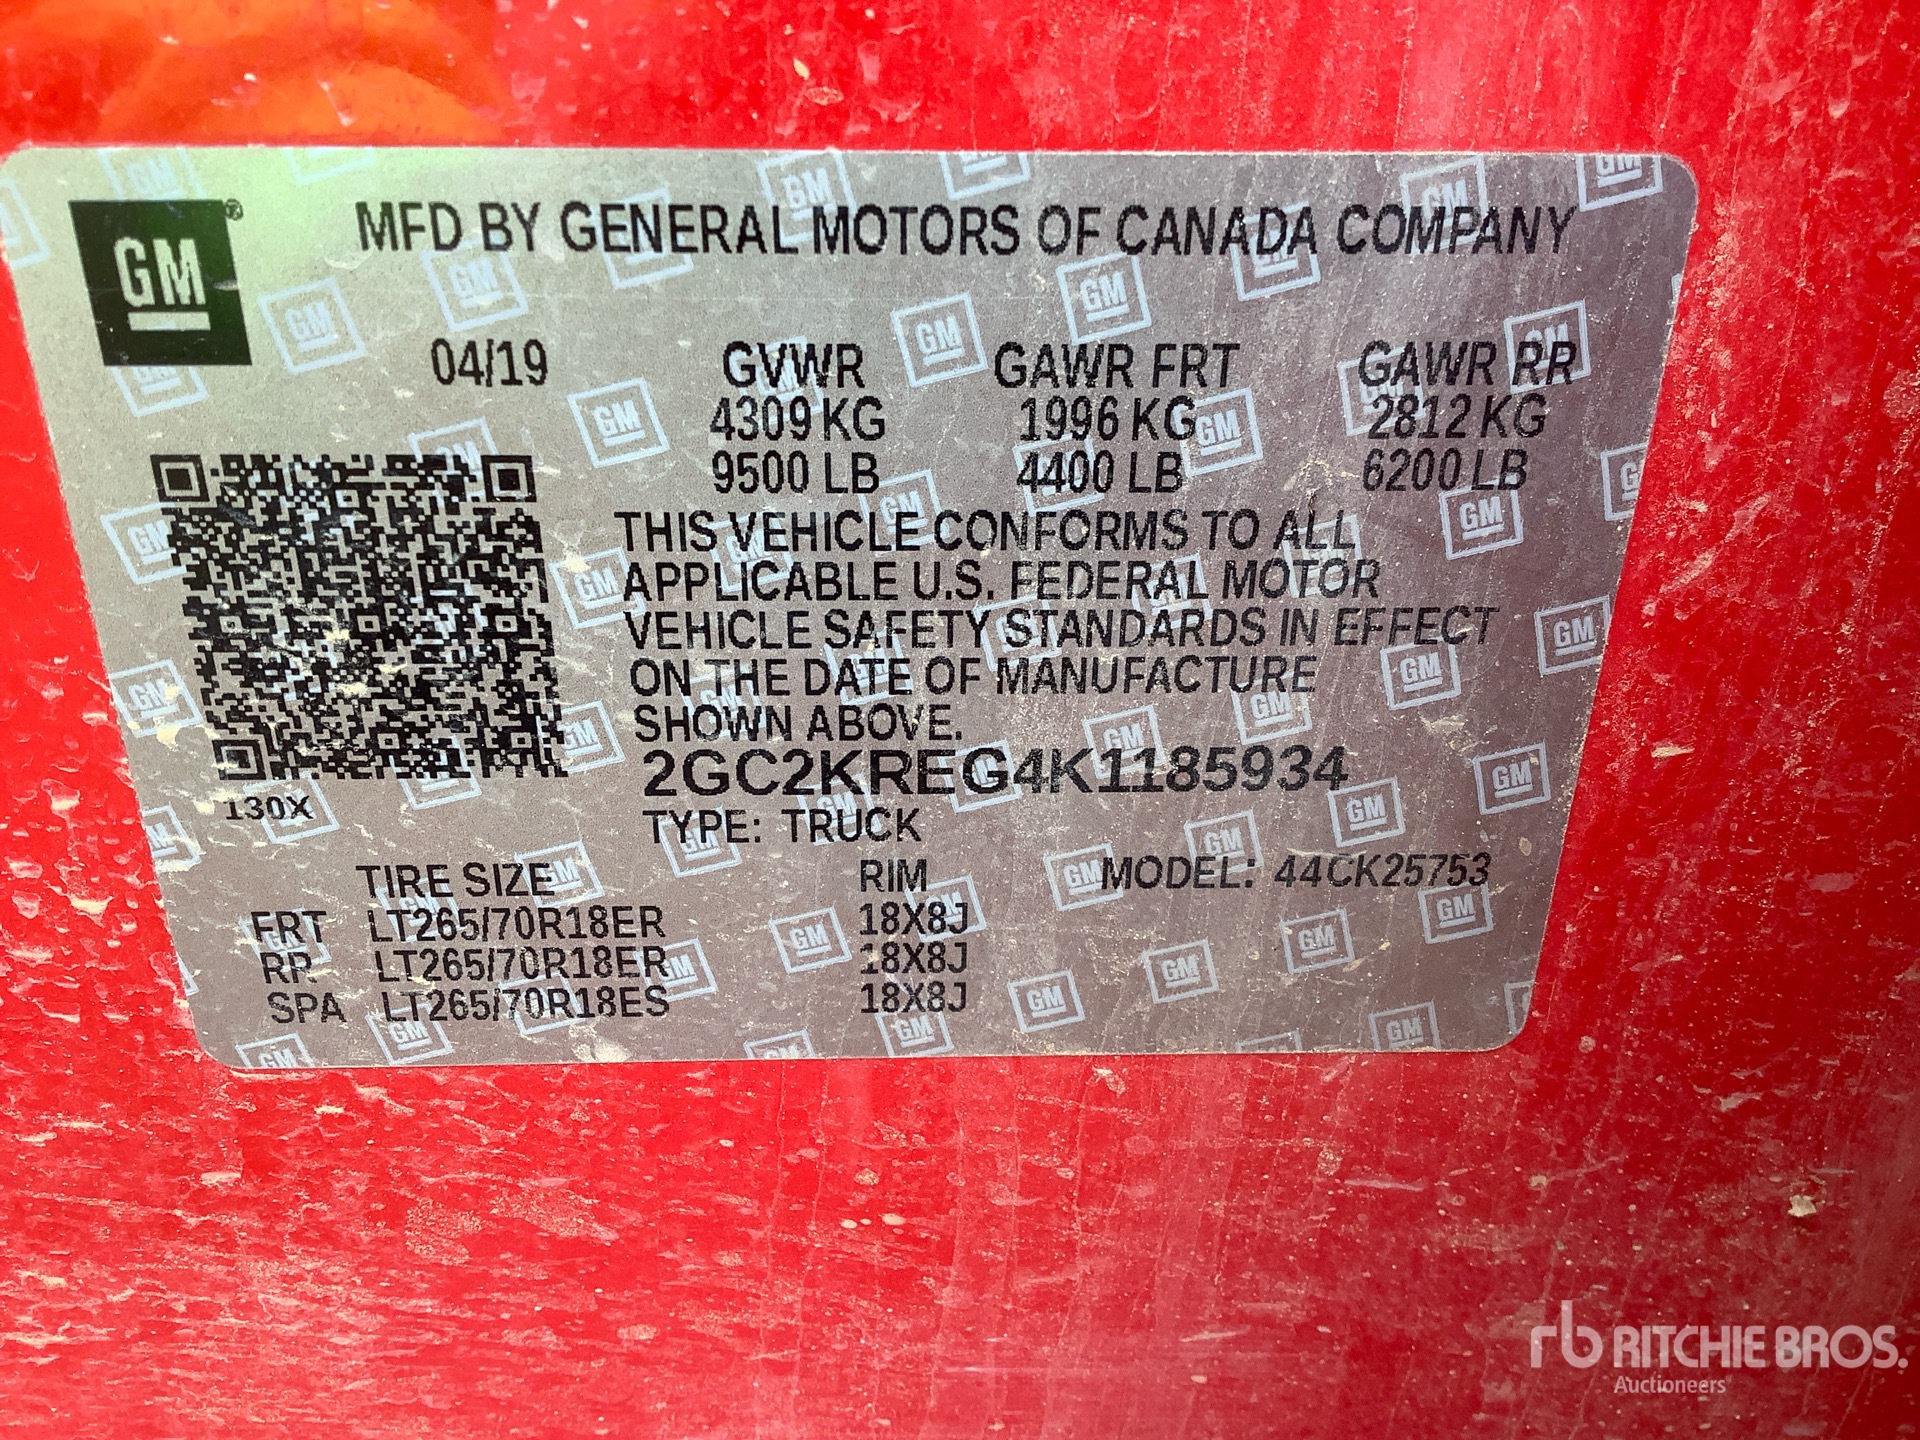 GM ®
MFD BY GENERAL MOTORS OF CANADA COMPANY
04/19 GVWR GAWR FRT GAWR RR
4309 KG 1996 KG 2812 KG
9500 LB 4400 LB 6200 LB
THIS VEHICLE CONFORMS TO ALL
APPLICABLE U.S. FEDERAL MOTOR
VEHICLE SAFETY STANDARDS IN EFFECT
ON THE DATE OF MANUFACTURE
SHOWN ABOVE.
2GC2KREG4K1185934
130X
TYPE: TRUCK
TIRE SIZE RIM MODEL: 44CK25753
FRT LT265/70R18ER 18X8J
RR LT265/70R18ER 18X8J
SPA LT265/70R18ES 18X8J
rb RITCHIE BROS.
Auctioneers